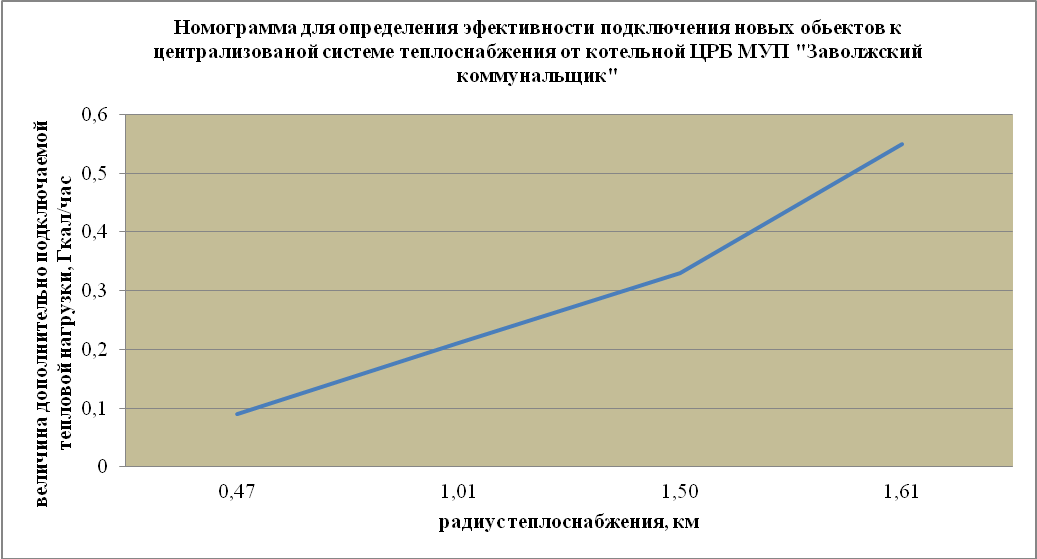 Номограмма для определения эфективности подключения новых обьектов к
централизованой системе теплоснабжения от котельной ЦРБ МУП "Заволжский
коммунальщик"
величина дополнительно подключаемой
тепловой нагрузки, Гкал/час
0,6
0,5
0,4
0,3
0,2
0,1
0
0,47 1,01 1,50 1,61
радиус теплоснабжения, км